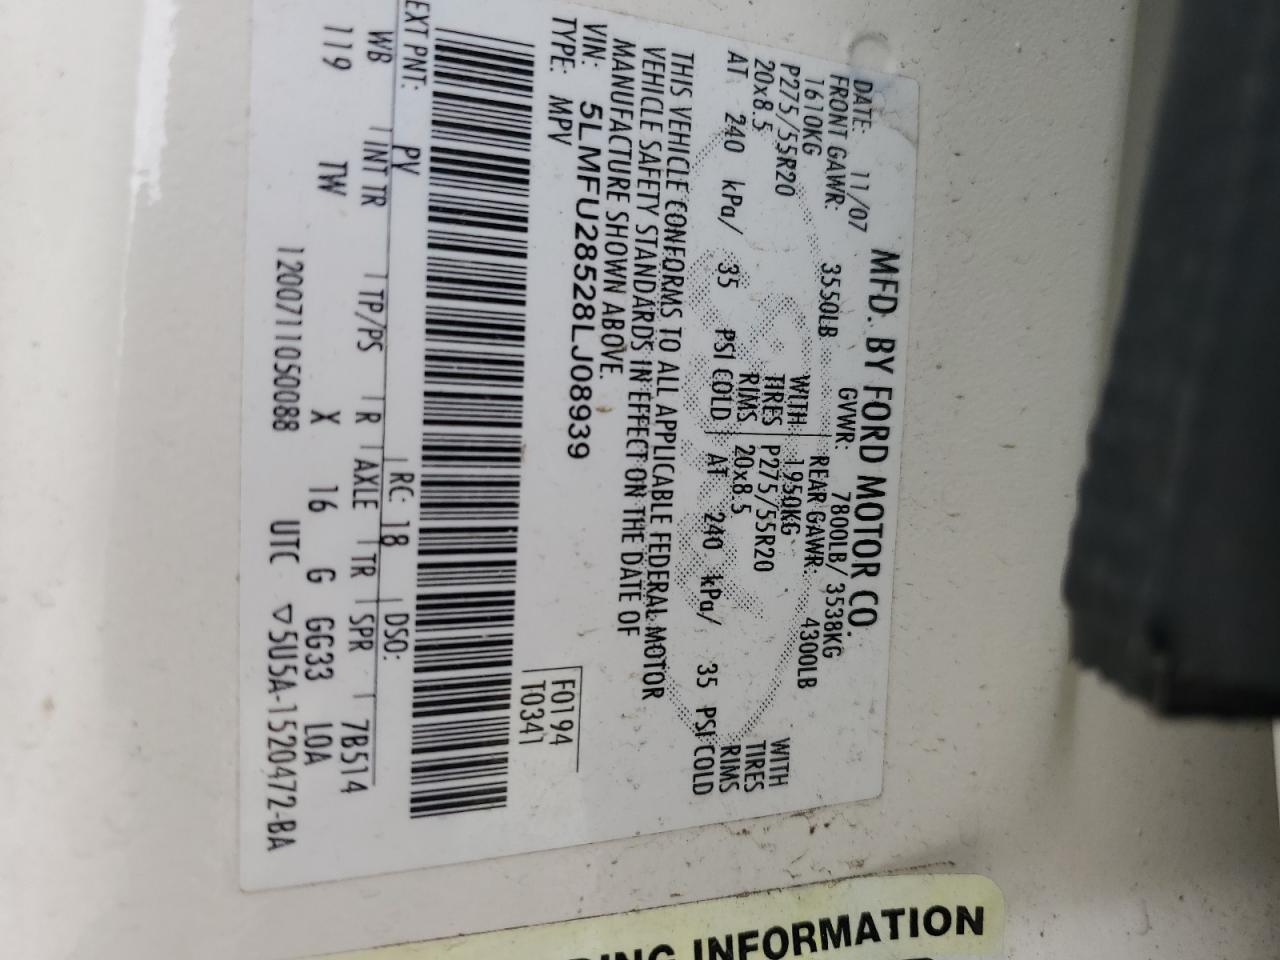 MFD. BY FORD MOTOR CO.
DATE: 11/07 GVWR: 7800LB/ 3538KG
FRONT GAWR: 3550LB REAR GAWR: 4300LB
1610KG WITH 1950KG WITH
P275/55R20 TIRES P275/55R20 TIRES
20x8.5 RIMS 20x8.5 RIMS
AT 240 kPa/ 35 PSI COLD AT 240 kPa/ 35 PSI COLD
THIS VEHICLE CONFORMS TO ALL APPLICABLE FEDERAL MOTOR
VEHICLE SAFETY STANDARDS IN EFFECT ON THE DATE OF
MANUFACTURE SHOWN ABOVE.
VIN: 5LMFU28528LJ08939
TYPE: MPV
F0194
T0341
EXT PNT: PV RC: 18 DSO:
WB INT TR TP/PS R AXLE TR SPR 7B514
119 TW X 16 G GG33 LOA
1200711050088 UTC ▽5U5A-1520472-BA
INFORMATION